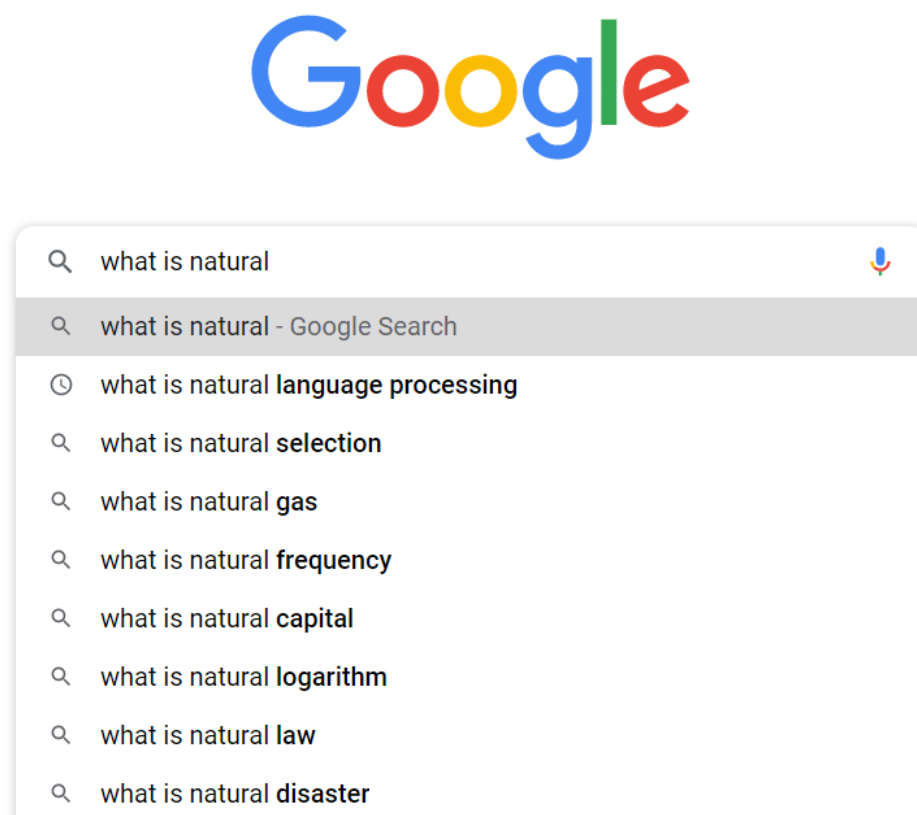 Google
what is natural
what is natural - Google Search
what is natural language processing
what is natural selection
what is natural gas
what is natural frequency
what is natural capital
what is natural logarithm
what is natural law
what is natural disaster